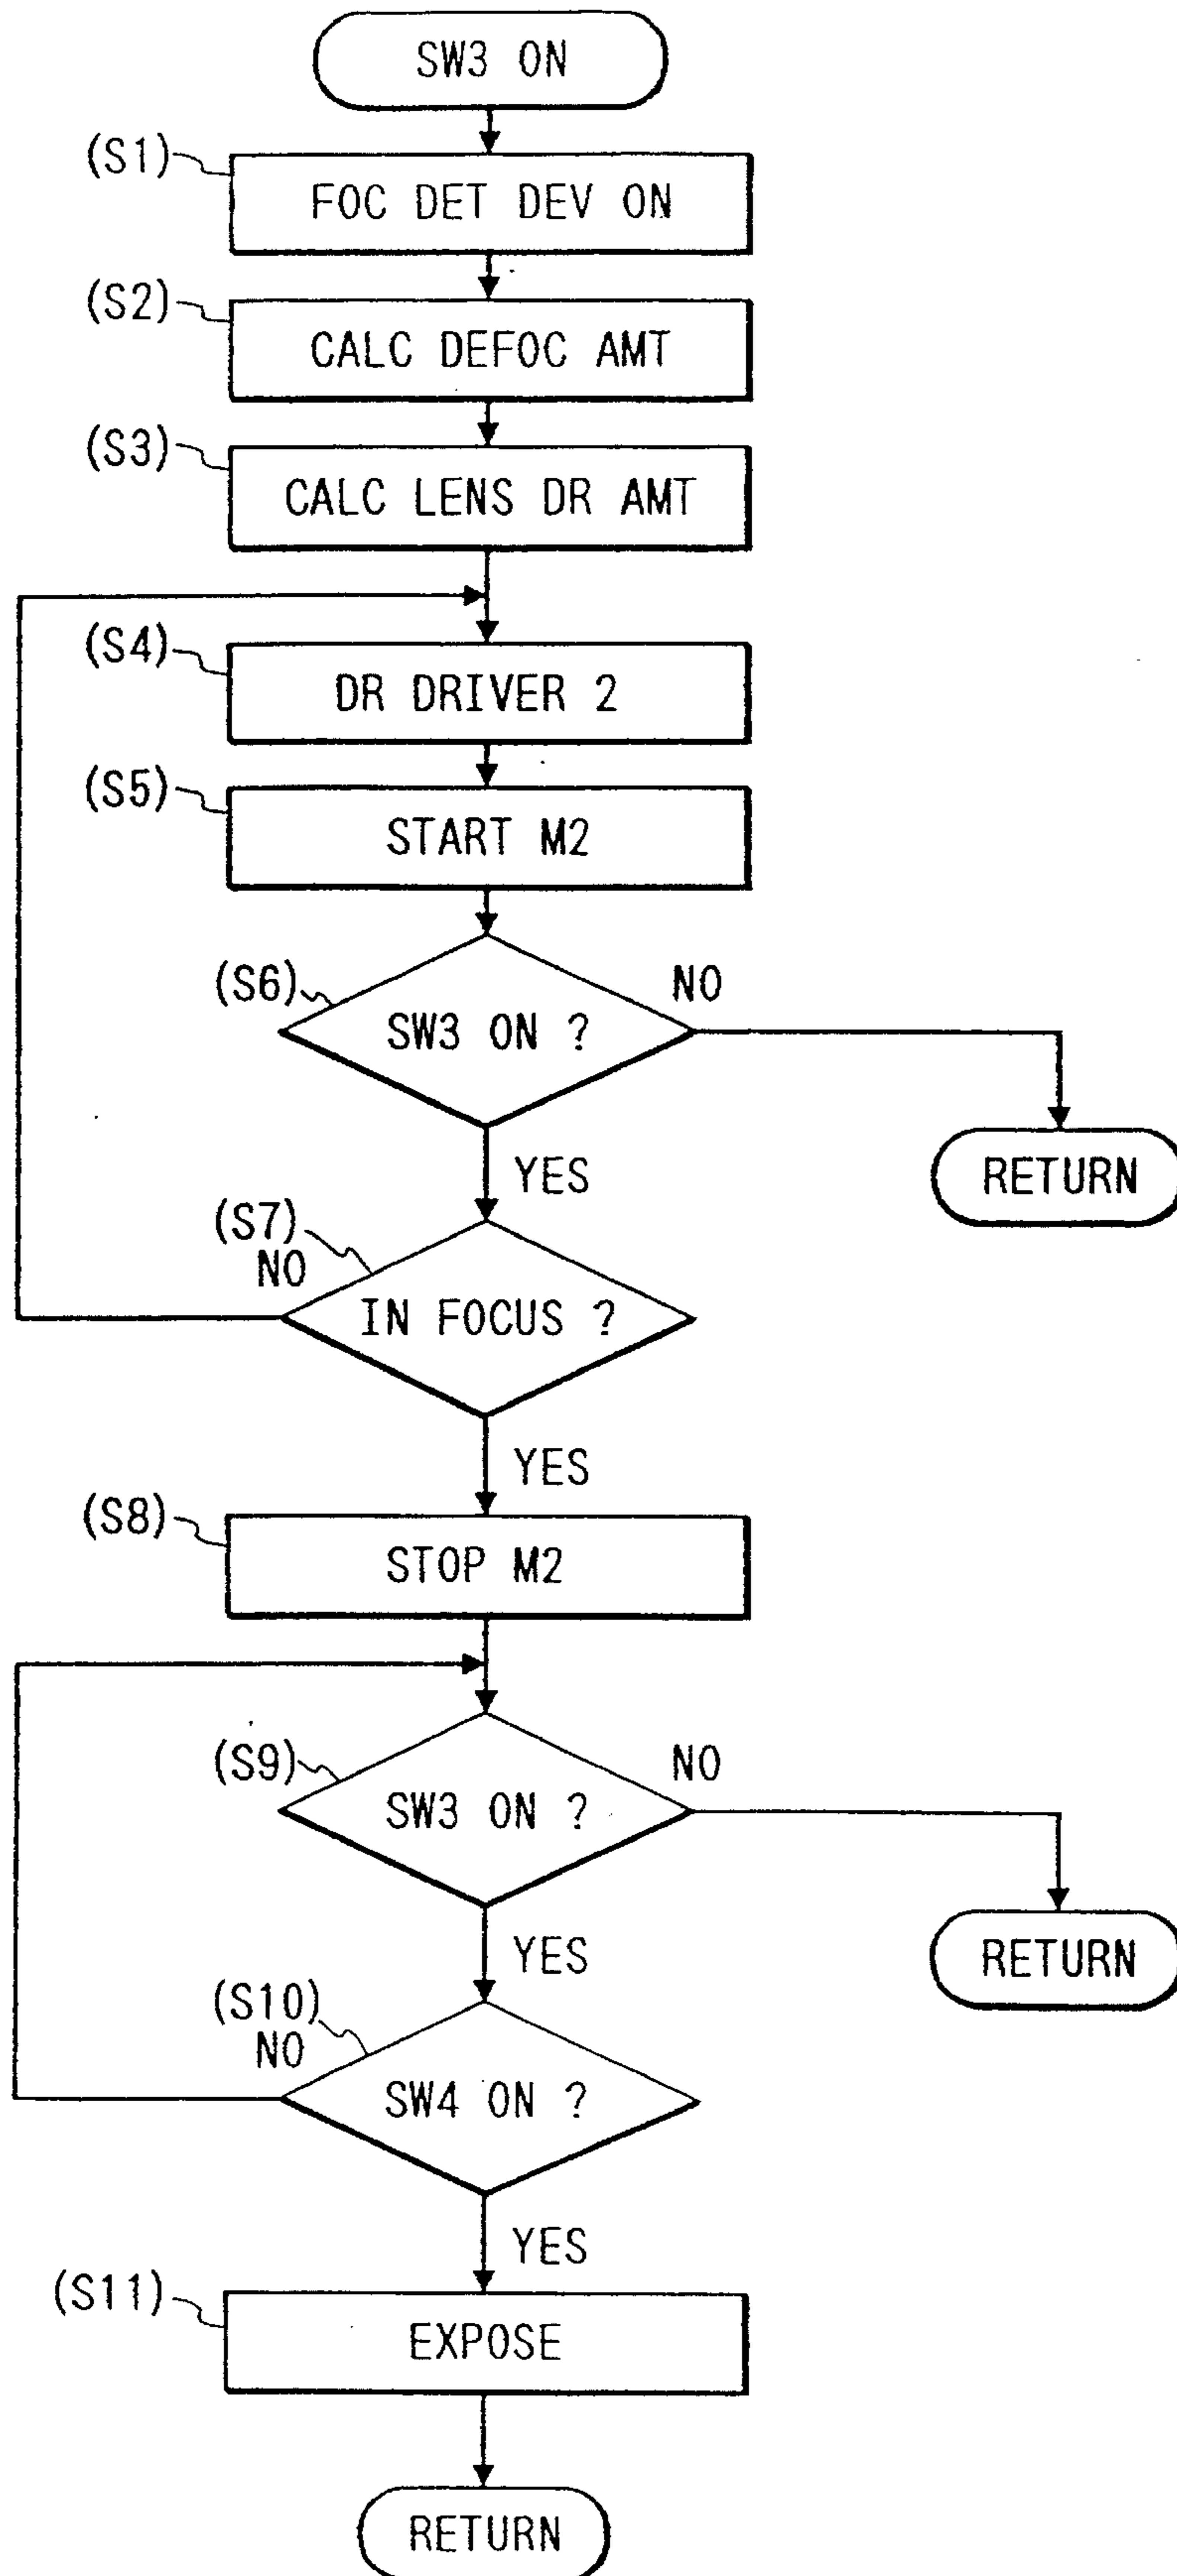 SW3 ON
(S1)
FOC DET DEV ON
(S2)
CALC DEFOC AMT
(S3)
CALC LENS DR AMT
(S4)
DR DRIVER 2
(S5)
START M2
(S6)
SW3 ON ?
NO
RETURN
YES
(S7)
NO
IN FOCUS ?
YES
(S8)
STOP M2
(S9)
SW3 ON ?
NO
RETURN
YES
(S10)
NO
SW4 ON ?
YES
(S11)
EXPOSE
RETURN